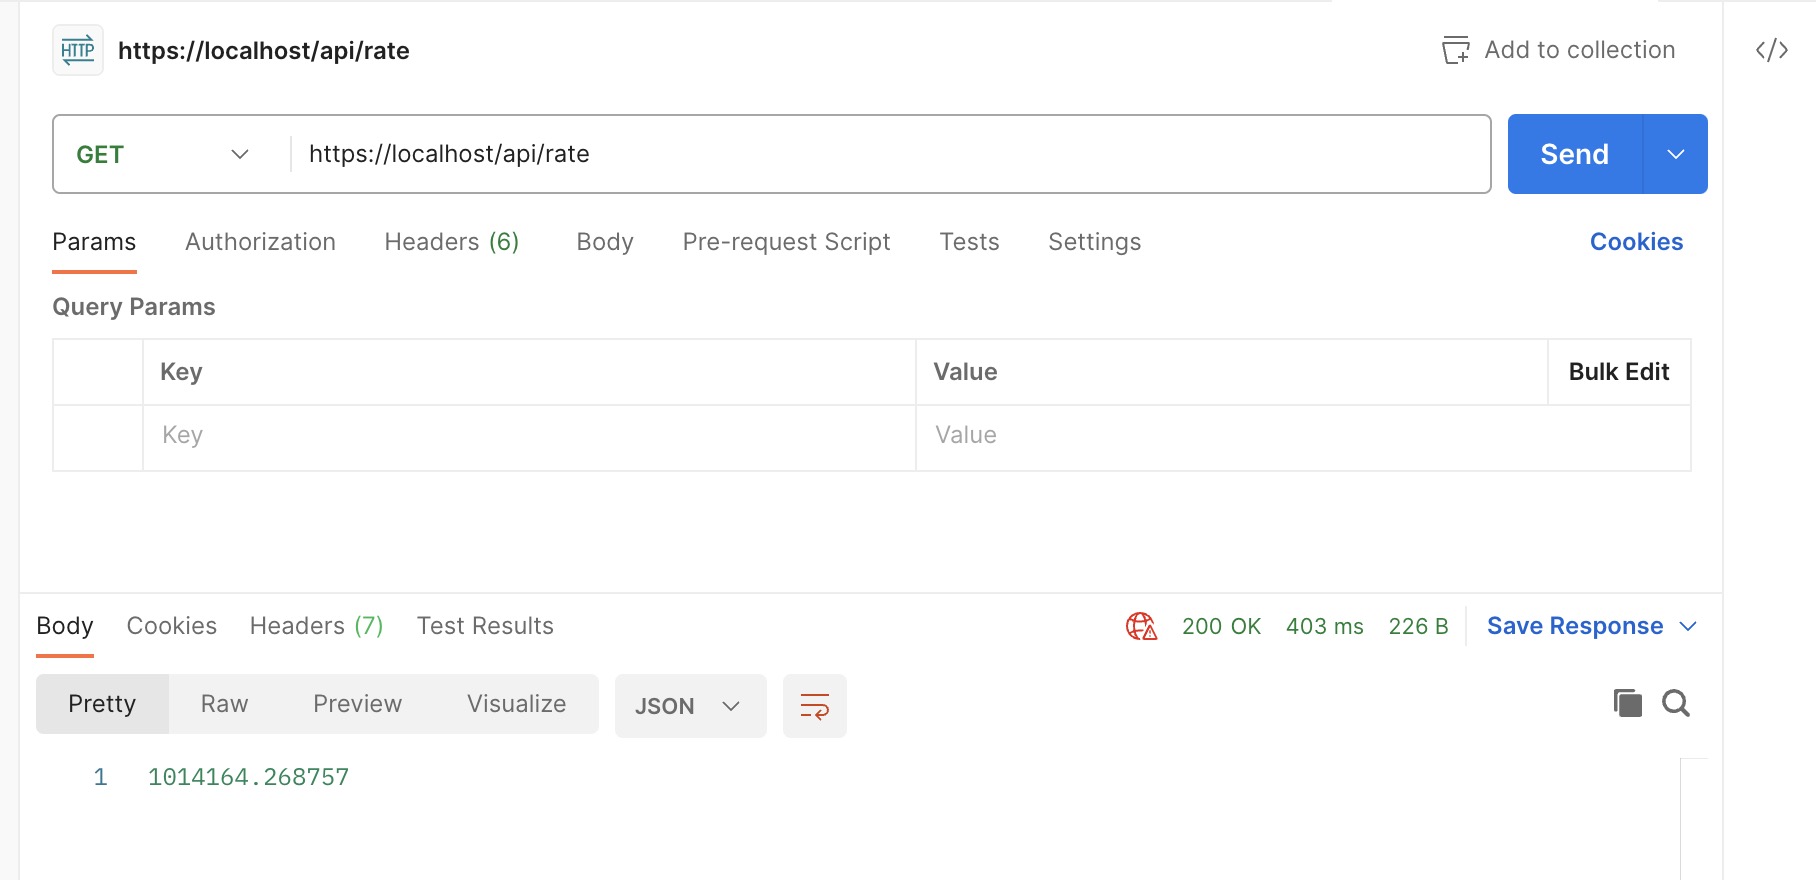 HTTP https://localhost/api/rate Add to collection </>
GET https://localhost/api/rate Send
Params Authorization Headers (6) Body Pre-request Script Tests Settings Cookies
Query Params
Key Value Bulk Edit
Key Value
Body Cookies Headers (7) Test Results 200 OK 403 ms 226 B Save Response
Pretty Raw Preview Visualize JSON
1 1014164.268757